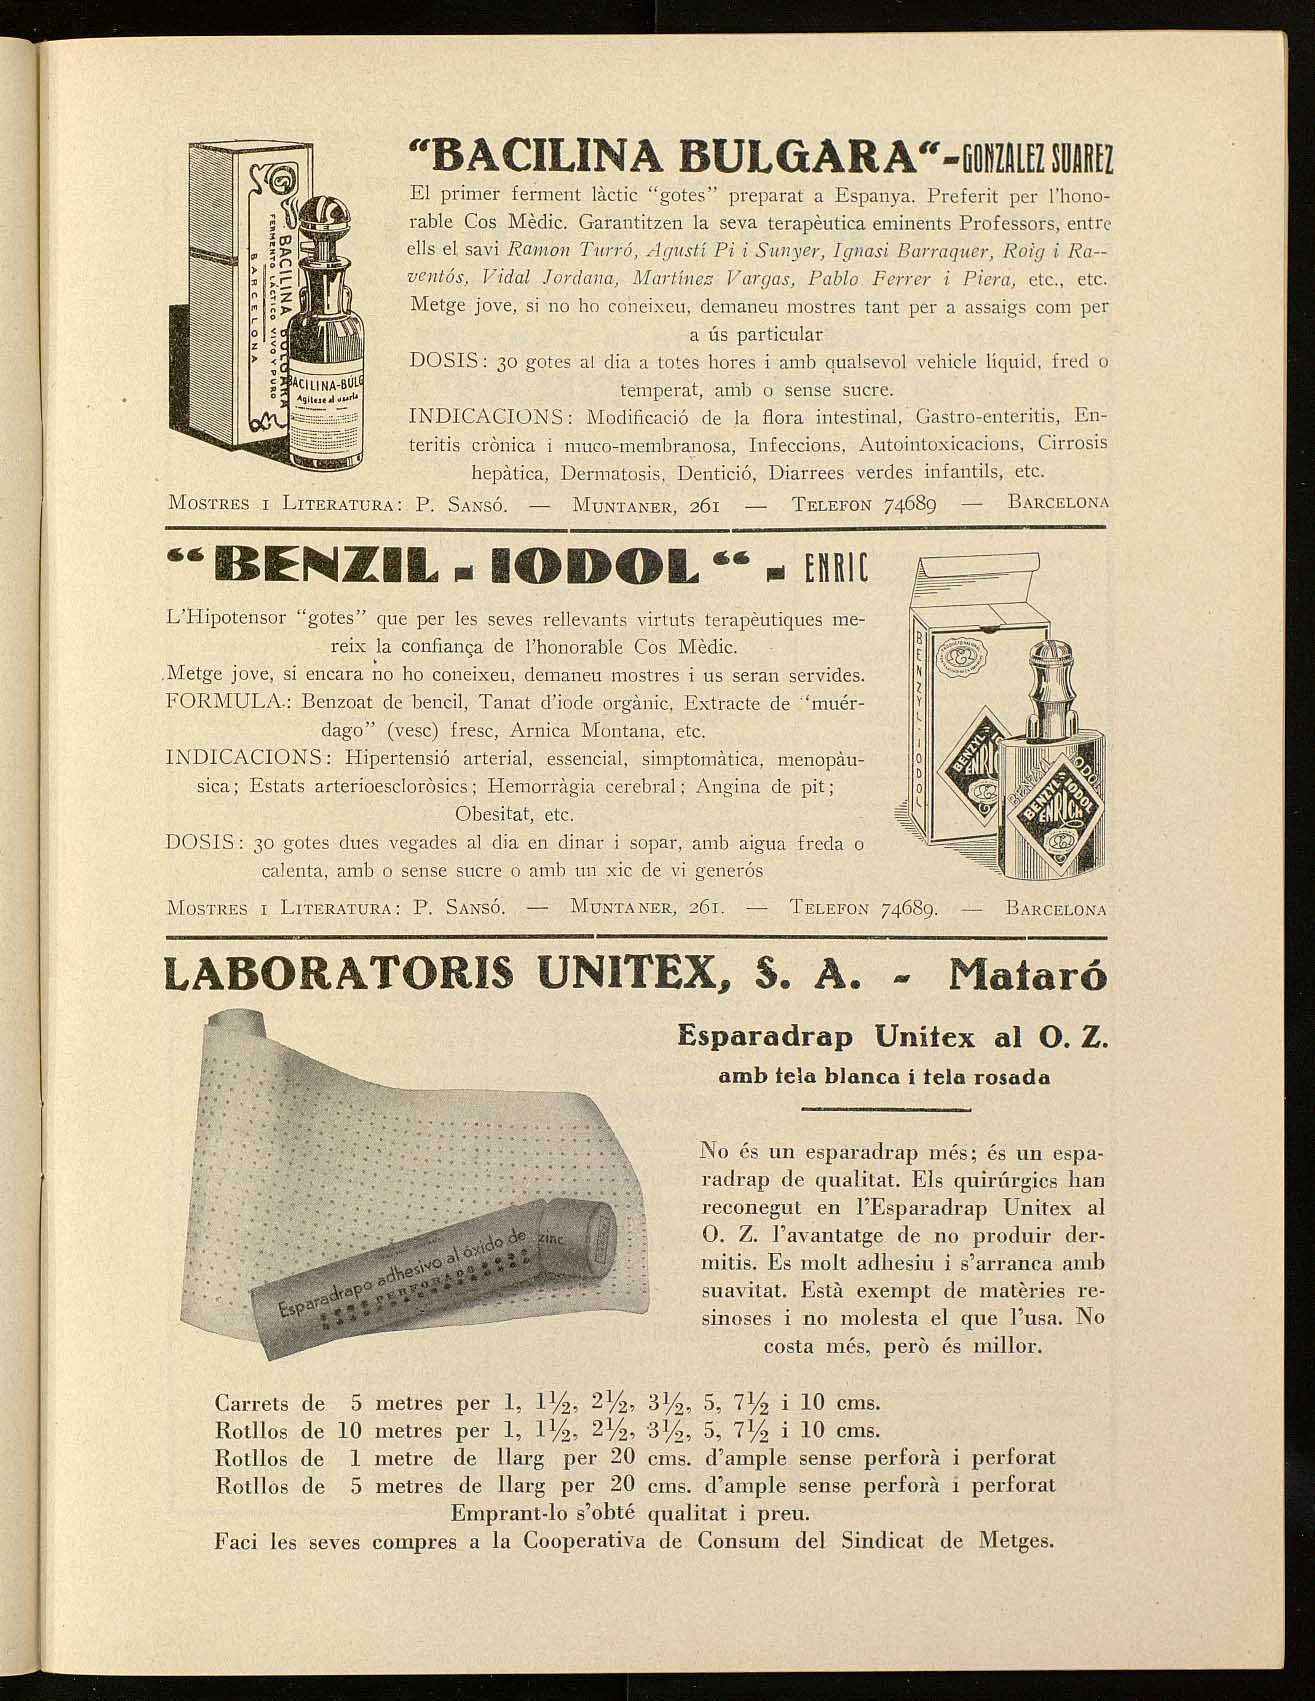 “BACILINA BULGARA“-GONZALEZ SUAREZ
El primer ferment làctic “gotes” preparat a Espanya. Preferit per l’hono-
rable Cos Mèdic. Garantitzen la seva terapèutica eminents Professors, entre
ells el savi Ramon Turró, Agustí Pi i Sunyer, Ignasi Barraquer, Roig i Ra--
ventós, Vidal Jordana, Martínez Vargas, Pablo Ferrer i Piera, etc., etc.
Metge jove, si no ho coneixeu, demaneu mostres tant per a assaigs com per
a ús particular
DOSIS: 30 gotes al dia a totes hores i amb qualsevol vehicle líquid, fred o
temperat, amb o sense sucre.
INDICACIONS: Modificació de la flora intestinal, Gastro-enteritis, En-
teritis crònica i muco-membranosa, Infeccions, Autointoxicacions, Cirrosis
hepàtica, Dermatosis, Dentició, Diarrees verdes infantils, etc.
BACILINA BULGARA
FERMENTO LÁCTICO VIVO Y PURO
BARCELONA
BACILINA-BÚLG
Agítese al usarla
MOSTRES I LITERATURA: P. SANSÓ. — MUNTANER, 261 — TELEFON 74689 — BARCELONA
“BENZIL - IODOL“ - ENRIC
L’Hipotensor “gotes” que per les seves rellevants virtuts terapèutiques me-
reix la confiança de l’honorable Cos Mèdic.
Metge jove, si encara no ho coneixeu, demaneu mostres i us seran servides.
FORMULA.: Benzoat de bencil, Tanat d’iode orgànic, Extracte de “muér-
dago” (vesc) fresc, Arnica Montana, etc.
INDICACIONS: Hipertensió arterial, essencial, simptomàtica, menopàu-
sica; Estats arterioescloròsics; Hemorràgia cerebral; Angina de pit;
Obesitat, etc.
DOSIS: 30 gotes dues vegades al dia en dinar i sopar, amb aigua freda o
calenta, amb o sense sucre o amb un xic de vi generós
BENZYL-IODOL
BENZYL-IODOL
ENRICH
MOSTRES I LITERATURA: P. SANSÓ. — MUNTANER, 261. — TELEFON 74689. — BARCELONA
LABORATORIS UNITEX, S. A. - Mataró
Esparadrap Unitex al O. Z.
amb tela blanca i tela rosada
No és un esparadrap més; és un espa-
radrap de qualitat. Els quirúrgics han
reconegut en l’Esparadrap Unitex al
O. Z. l’avantatge de no produir der-
mitis. Es molt adhesiu i s’arranca amb
suavitat. Està exempt de matèries re-
sinoses i no molesta el que l’usa. No
costa més, però és millor.
Esparadrapo adhesivo al óxido de zinc
PERFORADO
Carrets de 5 metres per 1, 1½, 2½, 3½, 5, 7½ i 10 cms.
Rotllos de 10 metres per 1, 1½, 2½, 3½, 5, 7½ i 10 cms.
Rotllos de 1 metre de llarg per 20 cms. d’ample sense perforà i perforat
Rotllos de 5 metres de llarg per 20 cms. d’ample sense perforà i perforat
Emprant-lo s’obté qualitat i preu.
Faci les seves compres a la Cooperativa de Consum del Sindicat de Metges.